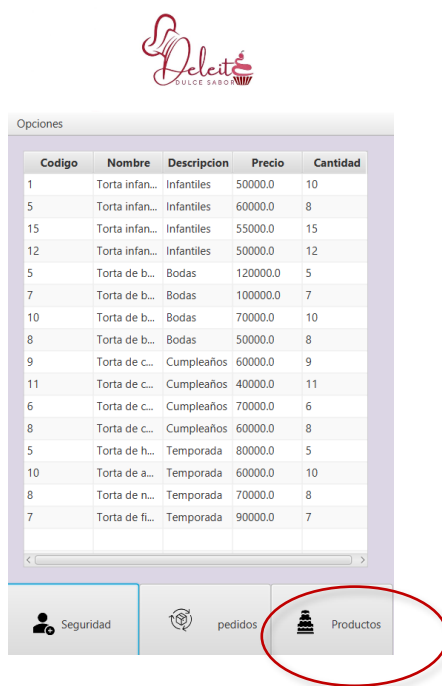 Deleite
DULCE SABOR
Opciones
Codigo Nombre Descripcion Precio Cantidad
1 Torta infan... Infantiles 50000.0 10
5 Torta infan... Infantiles 60000.0 8
15 Torta infan... Infantiles 55000.0 15
12 Torta infan... Infantiles 50000.0 12
5 Torta de b... Bodas 120000.0 5
7 Torta de b... Bodas 100000.0 7
10 Torta de b... Bodas 70000.0 10
8 Torta de b... Bodas 50000.0 8
9 Torta de c... Cumpleaños 60000.0 9
11 Torta de c... Cumpleaños 40000.0 11
6 Torta de c... Cumpleaños 70000.0 6
8 Torta de c... Cumpleaños 60000.0 8
5 Torta de h... Temporada 80000.0 5
10 Torta de a... Temporada 60000.0 10
8 Torta de n... Temporada 70000.0 8
7 Torta de fi... Temporada 90000.0 7
Seguridad pedidos Productos